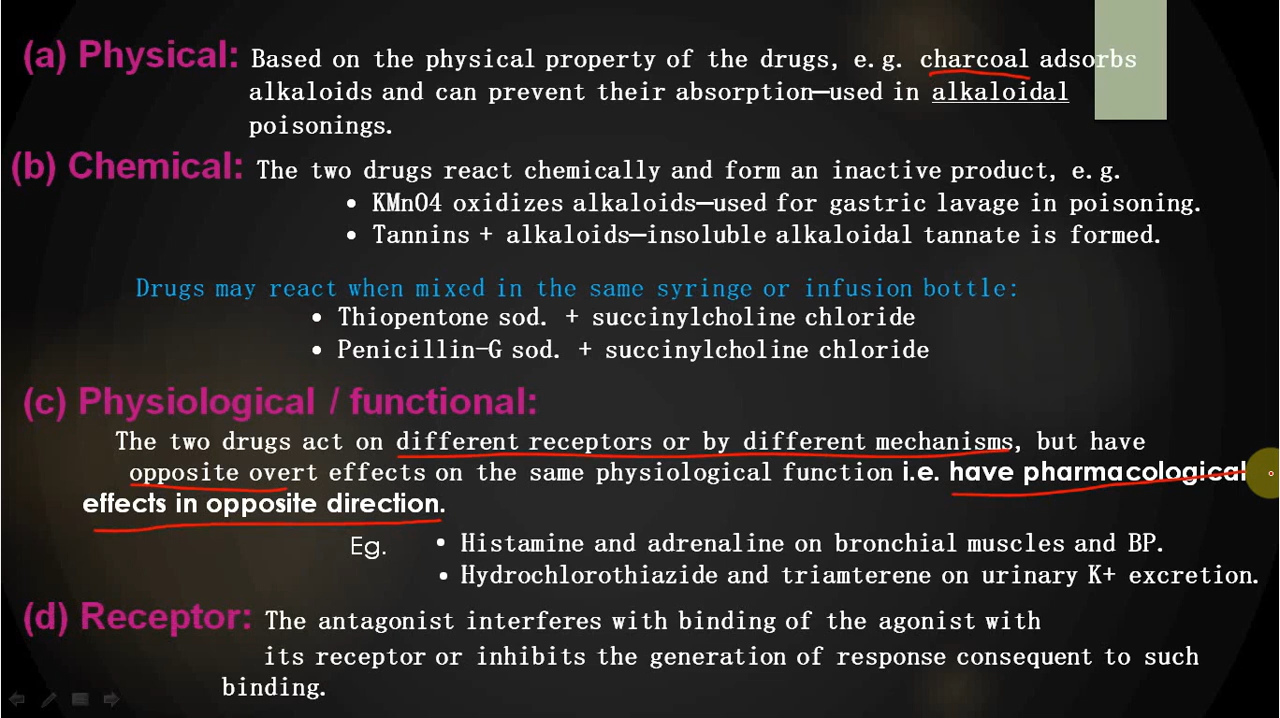 (a) Physical: Based on the physical property of the drugs, e.g. charcoal adsorbs
alkaloids and can prevent their absorption—used in alkaloidal
poisonings.
(b) Chemical: The two drugs react chemically and form an inactive product, e.g.
• KMnO4 oxidizes alkaloids—used for gastric lavage in poisoning.
• Tannins + alkaloids—insoluble alkaloidal tannate is formed.
Drugs may react when mixed in the same syringe or infusion bottle:
• Thiopentone sod. + succinylcholine chloride
• Penicillin-G sod. + succinylcholine chloride
(c) Physiological / functional:
The two drugs act on different receptors or by different mechanisms, but have
opposite overt effects on the same physiological function i.e. have pharmacological
effects in opposite direction.
Eg. • Histamine and adrenaline on bronchial muscles and BP.
• Hydrochlorothiazide and triamterene on urinary K+ excretion.
(d) Receptor: The antagonist interferes with binding of the agonist with
its receptor or inhibits the generation of response consequent to such
binding.